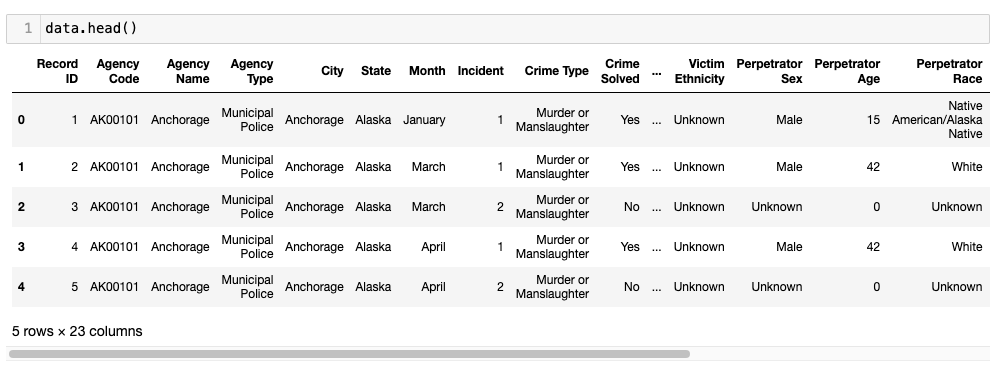 1 data.head()
Record ID Agency Code Agency Name Agency Type City State Month Incident Crime Type Crime Solved ... Victim Ethnicity Perpetrator Sex Perpetrator Age Perpetrator Race
0 1 AK00101 Anchorage Municipal Police Anchorage Alaska January 1 Murder or Manslaughter Yes ... Unknown Male 15 Native American/Alaska Native
1 2 AK00101 Anchorage Municipal Police Anchorage Alaska March 1 Murder or Manslaughter Yes ... Unknown Male 42 White
2 3 AK00101 Anchorage Municipal Police Anchorage Alaska March 2 Murder or Manslaughter No ... Unknown Unknown 0 Unknown
3 4 AK00101 Anchorage Municipal Police Anchorage Alaska April 1 Murder or Manslaughter Yes ... Unknown Male 42 White
4 5 AK00101 Anchorage Municipal Police Anchorage Alaska April 2 Murder or Manslaughter No ... Unknown Unknown 0 Unknown
5 rows × 23 columns